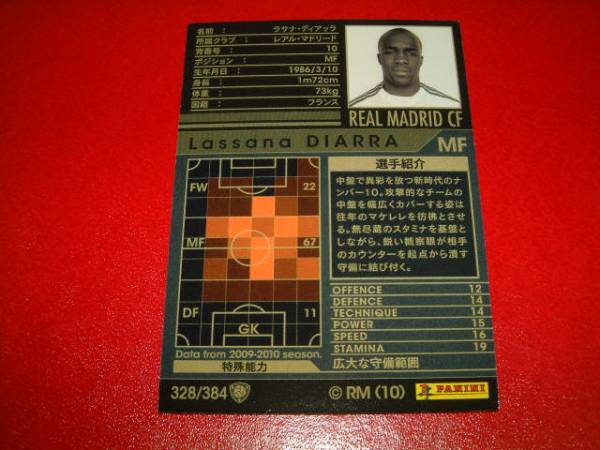 名前 : ラサナ・ディアッラ
所属クラブ : レアル・マドリード
背番号 : 10
ポジション : MF
生年月日 : 1986/3/10
身長 : 1m72cm
体重 : 73kg
国籍 : フランス
REAL MADRID CF
Lassana DIARRA MF
選手紹介
中盤で異彩を放つ新時代のナ
ンバー10。攻撃的なチームの
中盤を幅広くカバーする姿は
往年のマケレレを彷彿とさせ
る。無尽蔵のスタミナを基盤と
しながら、鋭い戦察眼が相手
のカウンターを起点から潰す
守備に結び付く。
FW 22
MF 67
DF 11
GK
Data from 2009-2010 season.
OFFENCE 12
DEFENCE 14
TECHNIQUE 14
POWER 15
SPEED 16
STAMINA 19
特殊能力
広大な守備範囲
328/384
© RM (10)
PANINI